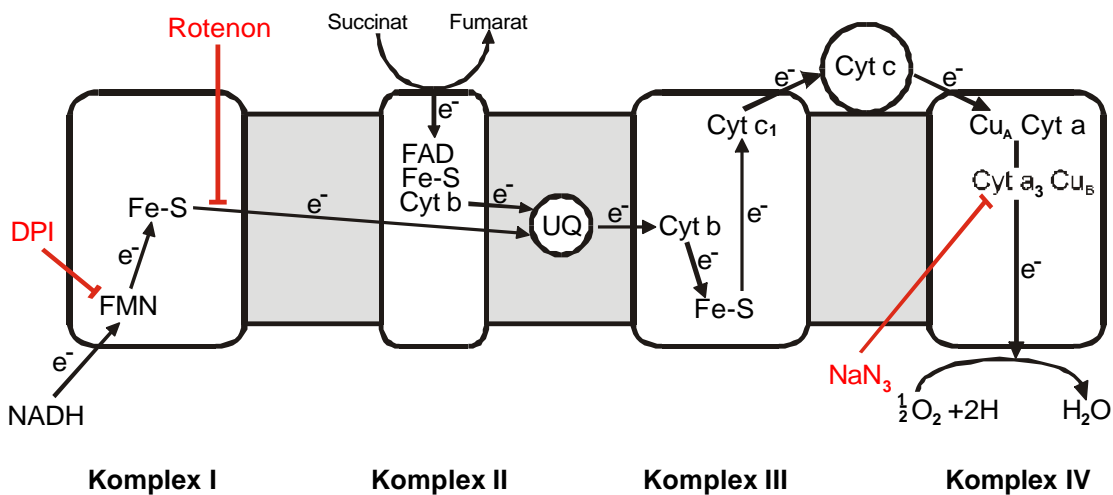 Rotenon
Succinat Fumarat
e⁻
Cyt c
e⁻
e⁻
FAD
Fe-S
Cyt b
Cyt c₁
Cu_A Cyt a
Cyt a₃ Cu_B
DPI
Fe-S
e⁻
e⁻
UQ
e⁻
Cyt b
e⁻
e⁻
e⁻
FMN
e⁻
Fe-S
e⁻
NaN₃
NADH
½O₂ +2H
H₂O
Komplex I Komplex II Komplex III Komplex IV